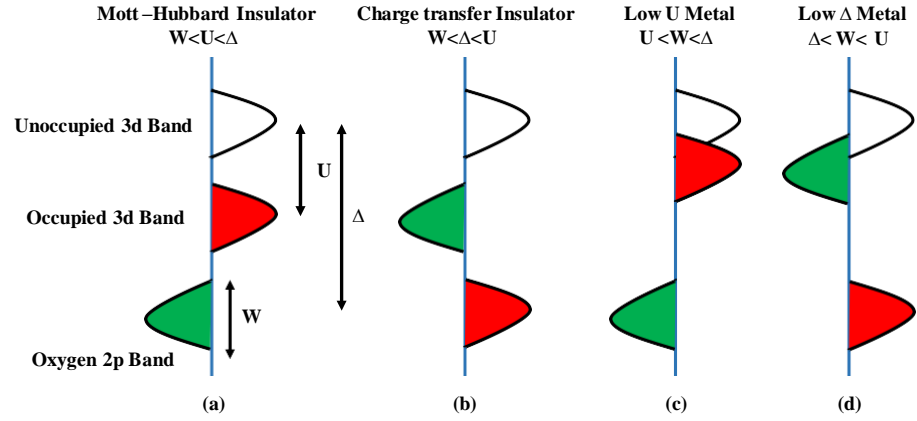 Mott –Hubbard Insulator
W<U<Δ
Charge transfer Insulator
W<Δ<U
Low U Metal
U <W<Δ
Low Δ Metal
Δ< W< U
Unoccupied 3d Band
U
Occupied 3d Band
Δ
W
Oxygen 2p Band
(a)
(b)
(c)
(d)